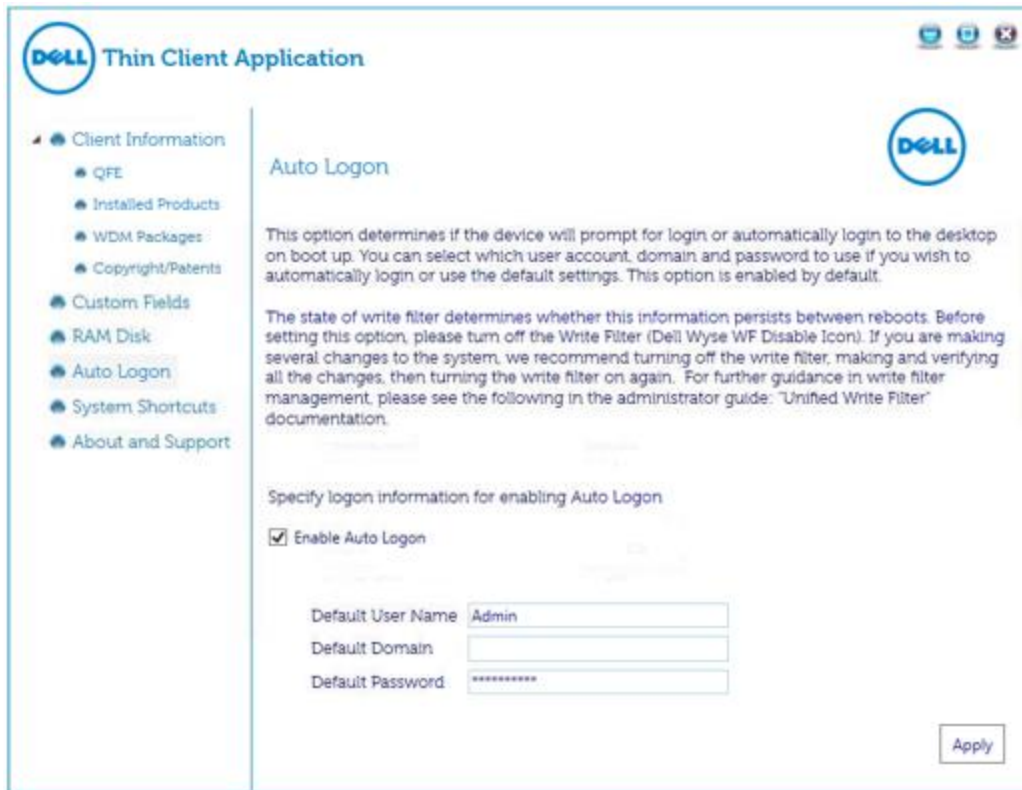 DELL
Thin Client Application
Client Information
QFE
Installed Products
WDM Packages
Copyright/Patents
Custom Fields
RAM Disk
Auto Logon
System Shortcuts
About and Support
DELL
Auto Logon
This option determines if the device will prompt for login or automatically login to the desktop
on boot up. You can select which user account, domain and password to use if you wish to
automatically login or use the default settings. This option is enabled by default.
The state of write filter determines whether this information persists between reboots. Before
setting this option, please turn off the Write Filter (Dell Wyse WF Disable Icon). If you are making
several changes to the system, we recommend turning off the write filter, making and verifying
all the changes, then turning the write filter on again. For further guidance in write filter
management, please see the following in the administrator guide: "Unified Write Filter"
documentation.
Specify logon information for enabling Auto Logon
Enable Auto Logon
Default User Name Admin
Default Domain
Default Password **********
Apply